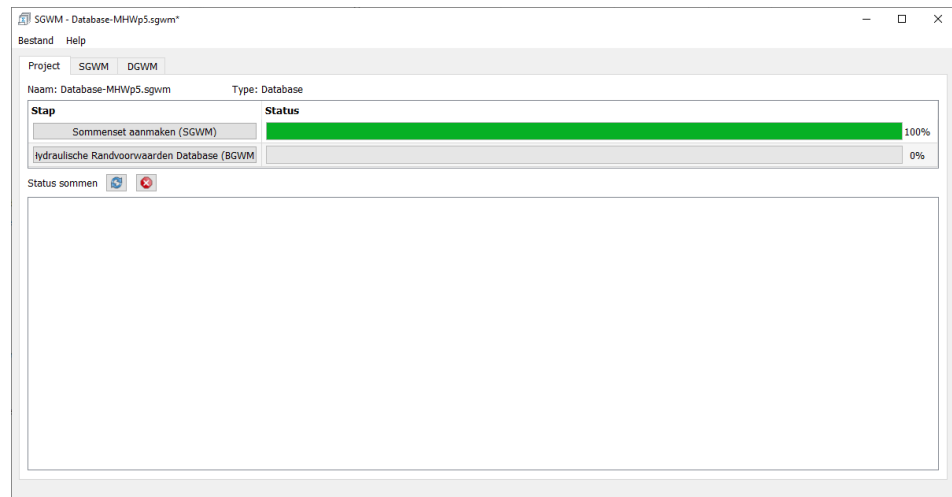 SGWM - Database-MHWp5.sgwm*
Bestand Help
Project SGWM DGWM
Naam: Database-MHWp5.sgwm Type: Database
Stap Status
Sommenset aanmaken (SGWM) 100%
Hydraulische Randvoorwaarden Database (BGWM 0%
Status sommen